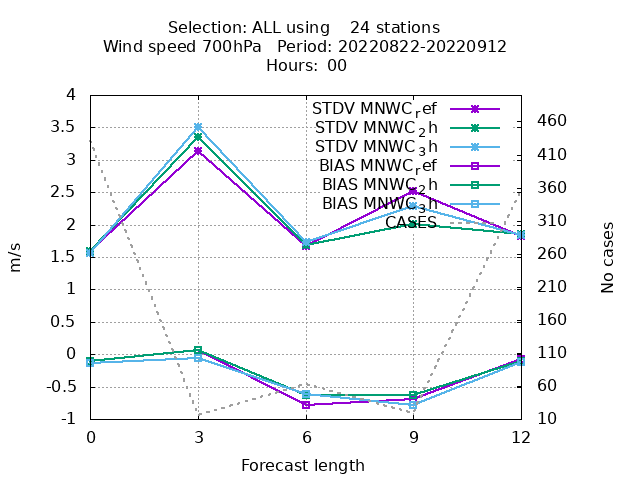 Selection: ALL using 24 stations
Wind speed 700hPa Period: 20220822-20220912
Hours: 00
STDV MNWC_ref
STDV MNWC_2h
STDV MNWC_3h
BIAS MNWC_ref
BIAS MNWC_2h
BIAS MNWC_3h
CASES
4
3.5
3
2.5
2
1.5
1
0.5
0
-0.5
-1
m/s
460
410
360
310
260
210
160
110
60
10
No cases
0 3 6 9 12
Forecast length